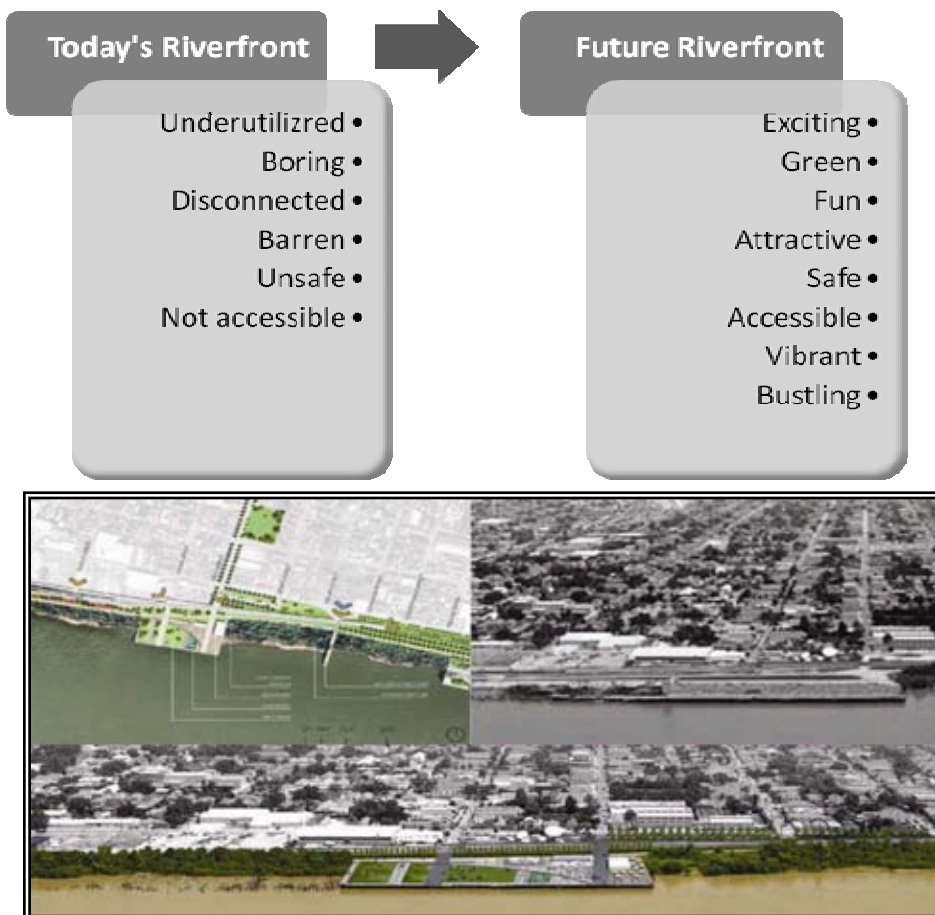 Today's Riverfront
Underutilizred •
Boring •
Disconnected •
Barren •
Unsafe •
Not accessible •
Future Riverfront
Exciting •
Green •
Fun •
Attractive •
Safe •
Accessible •
Vibrant •
Bustling •